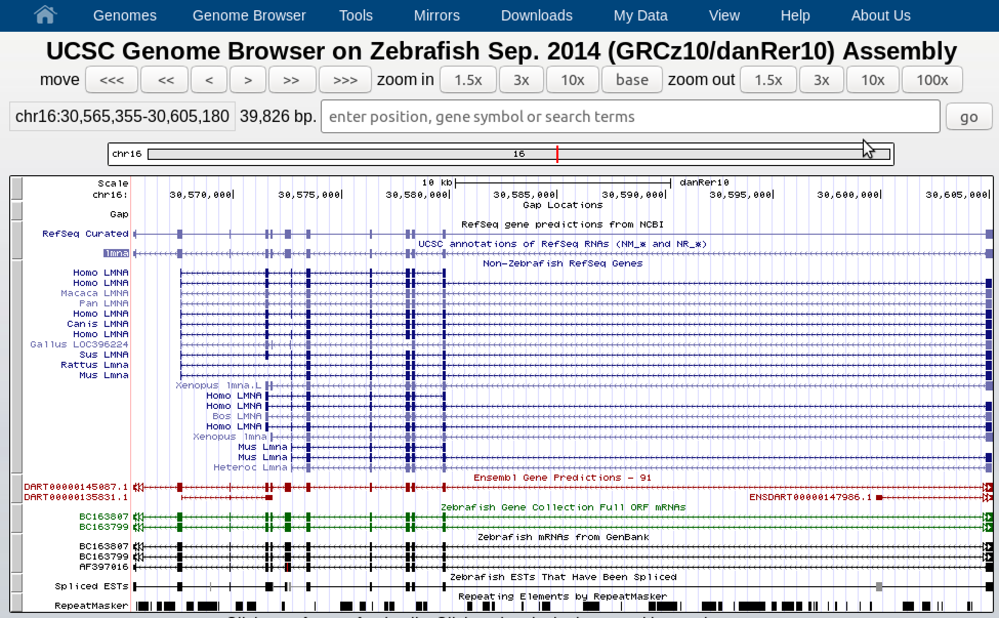 Genomes Genome Browser Tools Mirrors Downloads My Data View Help About Us
UCSC Genome Browser on Zebrafish Sep. 2014 (GRCz10/danRer10) Assembly
move <<< << < > >> >>> zoom in 1.5x 3x 10x base zoom out 1.5x 3x 10x 100x
chr16:30,565,355-30,605,180 39,826 bp. enter position, gene symbol or search terms go
chr16 16
Scale 10 kb danRer10
chr16: 30,570,000 30,575,000 30,580,000 30,585,000 30,590,000 30,595,000 30,600,000 30,605,000
Gap Locations
Gap
RefSeq gene predictions from NCBI
RefSeq Curated
UCSC annotations of RefSeq RNAs (NM_* and NR_*)
lmna
Non-Zebrafish RefSeq Genes
Homo LMNA
Homo LMNA
Macaca LMNA
Pan LMNA
Homo LMNA
Canis LMNA
Homo LMNA
Gallus LOC396224
Sus LMNA
Rattus Lmna
Mus Lmna
Xenopus lmna.L
Homo LMNA
Homo LMNA
Bos LMNA
Homo LMNA
Xenopus lmna
Mus Lmna
Mus Lmna
Heteroc Lmna
Ensembl Gene Predictions - 91
DART00000145087.1
DART00000135831.1 ENSDART00000147986.1
Zebrafish Gene Collection Full ORF mRNAs
BC163807
BC163799
Zebrafish mRNAs from GenBank
BC163807
BC163799
AF397016
Zebrafish ESTs That Have Been Spliced
Spliced ESTs
Repeating Elements by RepeatMasker
RepeatMasker